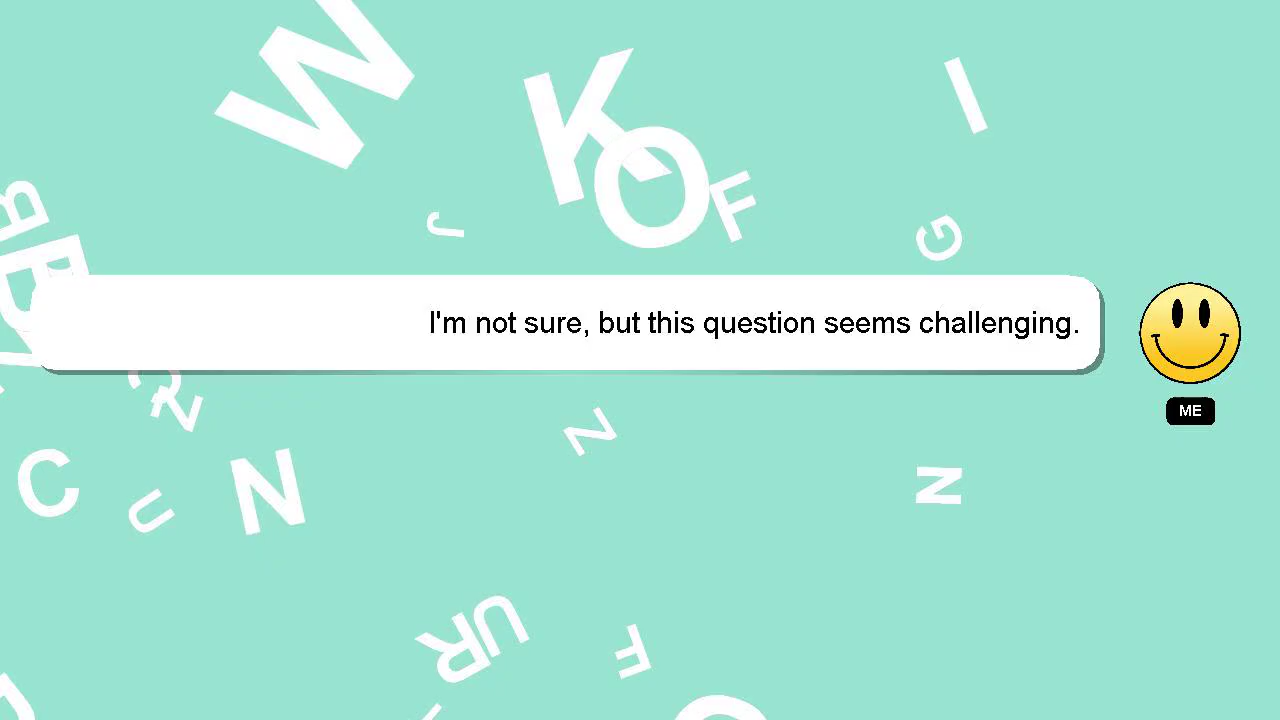 W
K
O
I
J
F
G
I'm not sure, but this question seems challenging.
ME
Z
N
C
U
N
N
U
R
F